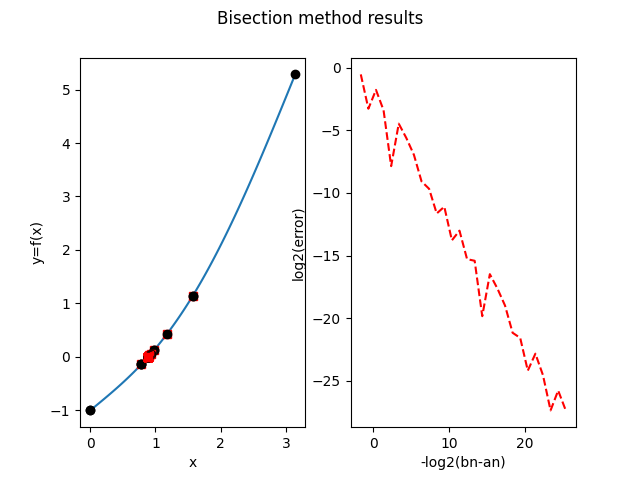 Bisection method results
y=f(x)
5
4
3
2
1
0
−1
0 1 2 3
x
log2(error)
0
−5
−10
−15
−20
−25
0 10 20
-log2(bn-an)